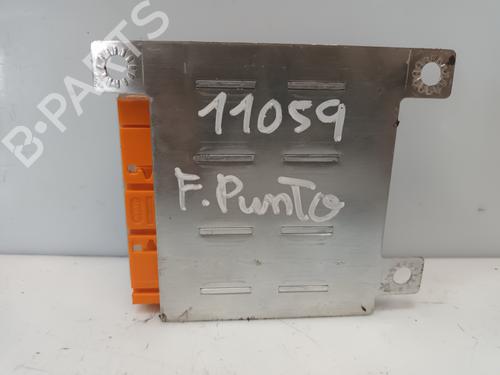 B-PARTS
11059
F. Punto